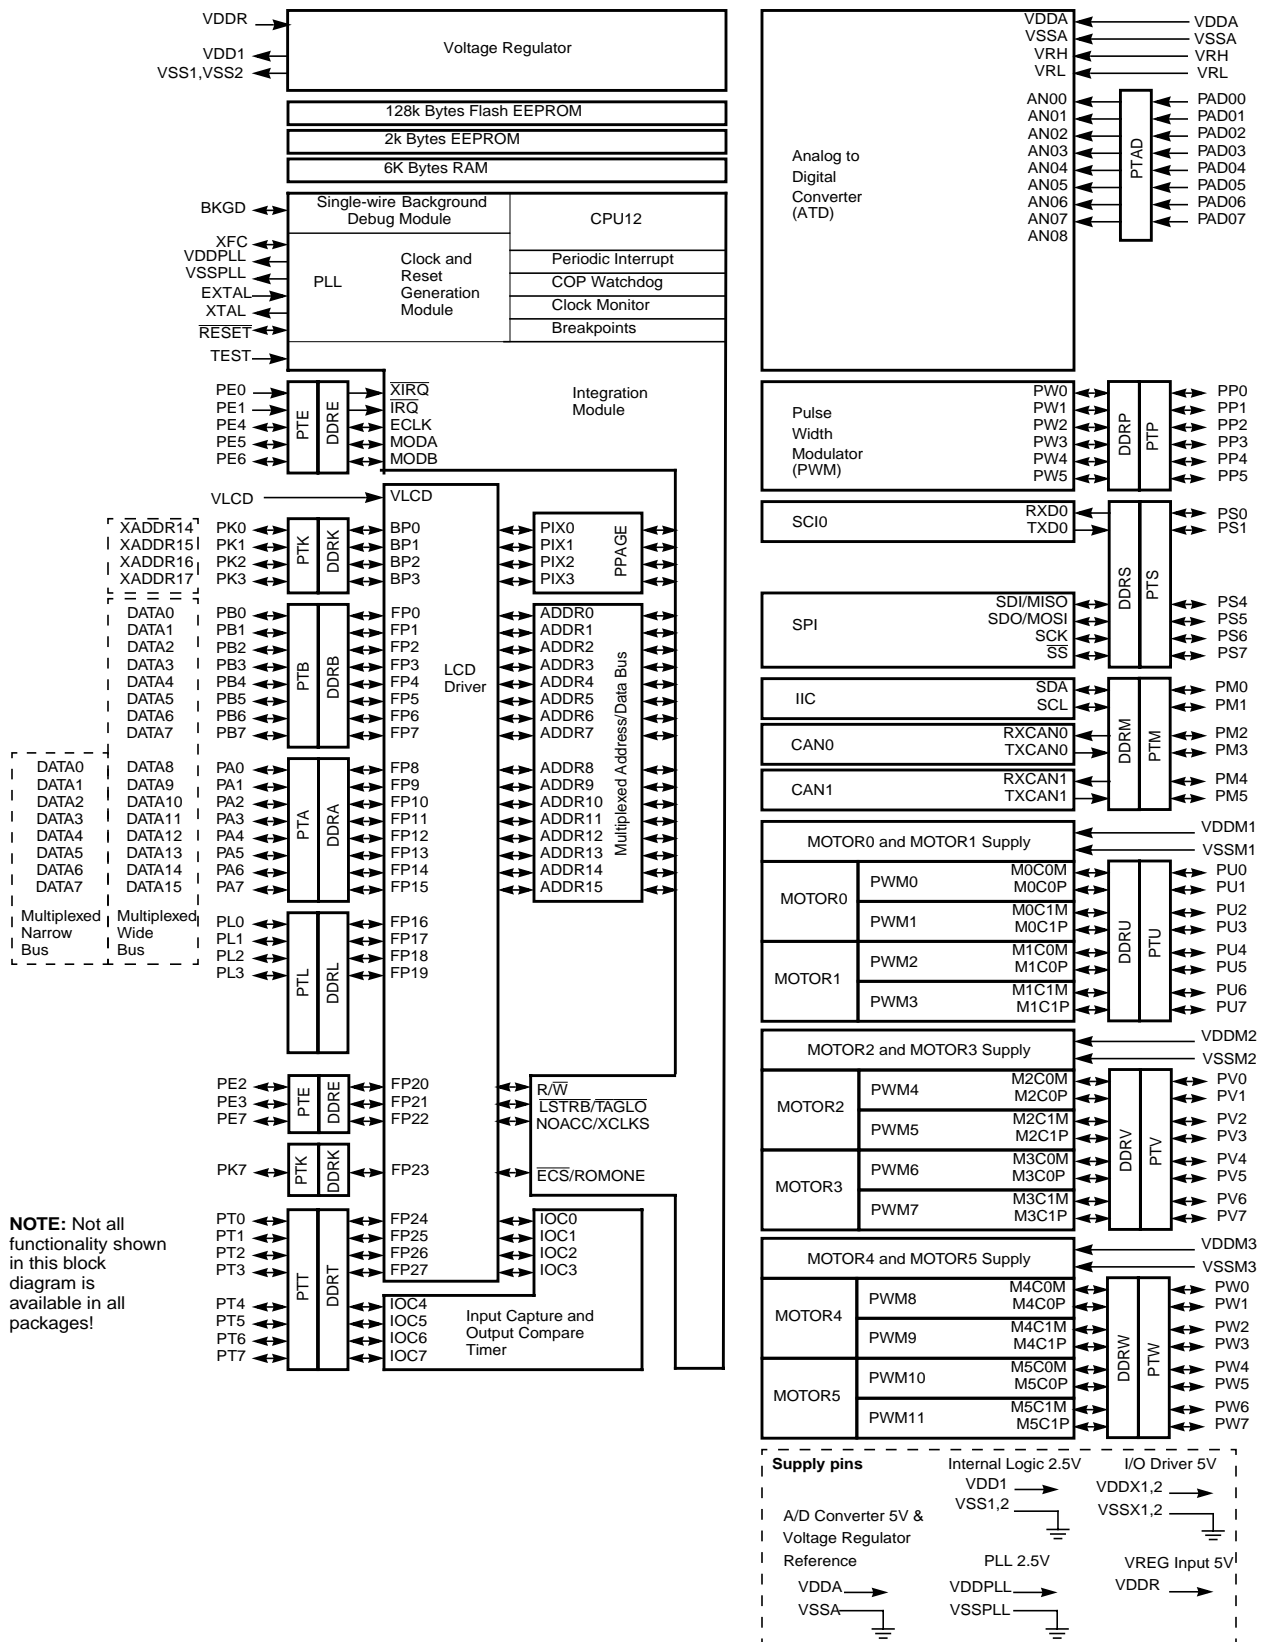 VDDR
VDD1
VSS1,VSS2
Voltage Regulator
128k Bytes Flash EEPROM
2k Bytes EEPROM
6K Bytes RAM
BKGD
Single-wire Background
Debug Module
CPU12
XFC
VDDPLL
VSSPLL
EXTAL
XTAL
RESET
TEST
PLL
Clock and
Reset
Generation
Module
Periodic Interrupt
COP Watchdog
Clock Monitor
Breakpoints
Integration
Module
PE0
PE1
PE4
PE5
PE6
PTE
DDRE
XIRQ
IRQ
ECLK
MODA
MODB
VLCD
VLCD
XADDR14
XADDR15
XADDR16
XADDR17
PK0
PK1
PK2
PK3
PTK
DDRK
BP0
BP1
BP2
BP3
PIX0
PIX1
PIX2
PIX3
PPAGE
DATA0
DATA1
DATA2
DATA3
DATA4
DATA5
DATA6
DATA7
PB0
PB1
PB2
PB3
PB4
PB5
PB6
PB7
PTB
DDRB
FP0
FP1
FP2
FP3
FP4
FP5
FP6
FP7
LCD
Driver
ADDR0
ADDR1
ADDR2
ADDR3
ADDR4
ADDR5
ADDR6
ADDR7
Multiplexed Address/Data Bus
DATA0
DATA1
DATA2
DATA3
DATA4
DATA5
DATA6
DATA7
Multiplexed
Narrow
Bus
DATA8
DATA9
DATA10
DATA11
DATA12
DATA13
DATA14
DATA15
Multiplexed
Wide
Bus
PA0
PA1
PA2
PA3
PA4
PA5
PA6
PA7
PTA
DDRA
FP8
FP9
FP10
FP11
FP12
FP13
FP14
FP15
ADDR8
ADDR9
ADDR10
ADDR11
ADDR12
ADDR13
ADDR14
ADDR15
PL0
PL1
PL2
PL3
PTL
DDRL
FP16
FP17
FP18
FP19
PE2
PE3
PE7
PTE
DDRE
FP20
FP21
FP22
R/W
LSTRB/TAGLO
NOACC/XCLKS
PK7
PTK
DDRK
FP23
ECS/ROMONE
PT0
PT1
PT2
PT3
PT4
PT5
PT6
PT7
PTT
DDRT
FP24
FP25
FP26
FP27
IOC0
IOC1
IOC2
IOC3
IOC4
IOC5
IOC6
IOC7
Input Capture and
Output Compare
Timer
NOTE: Not all
functionality shown
in this block
diagram is
available in all
packages!
Analog to
Digital
Converter
(ATD)
VDDA
VSSA
VRH
VRL
VDDA
VSSA
VRH
VRL
AN00
AN01
AN02
AN03
AN04
AN05
AN06
AN07
AN08
PTAD
PAD00
PAD01
PAD02
PAD03
PAD04
PAD05
PAD06
PAD07
Pulse
Width
Modulator
(PWM)
PW0
PW1
PW2
PW3
PW4
PW5
DDRP
PTP
PP0
PP1
PP2
PP3
PP4
PP5
SCI0
RXD0
TXD0
PS0
PS1
DDRS
PTS
SPI
SDI/MISO
SDO/MOSI
SCK
SS
PS4
PS5
PS6
PS7
IIC
SDA
SCL
PM0
PM1
CAN0
RXCAN0
TXCAN0
DDRM
PTM
PM2
PM3
CAN1
RXCAN1
TXCAN1
PM4
PM5
MOTOR0 and MOTOR1 Supply
VDDM1
VSSM1
MOTOR0
PWM0
M0C0M
M0C0P
PWM1
M0C1M
M0C1P
MOTOR1
PWM2
M1C0M
M1C0P
PWM3
M1C1M
M1C1P
DDRU
PTU
PU0
PU1
PU2
PU3
PU4
PU5
PU6
PU7
MOTOR2 and MOTOR3 Supply
VDDM2
VSSM2
MOTOR2
PWM4
M2C0M
M2C0P
PWM5
M2C1M
M2C1P
MOTOR3
PWM6
M3C0M
M3C0P
PWM7
M3C1M
M3C1P
DDRV
PTV
PV0
PV1
PV2
PV3
PV4
PV5
PV6
PV7
MOTOR4 and MOTOR5 Supply
VDDM3
VSSM3
MOTOR4
PWM8
M4C0M
M4C0P
PWM9
M4C1M
M4C1P
MOTOR5
PWM10
M5C0M
M5C0P
PWM11
M5C1M
M5C1P
DDRW
PTW
PW0
PW1
PW2
PW3
PW4
PW5
PW6
PW7
Supply pins
Internal Logic 2.5V
VDD1
VSS1,2
I/O Driver 5V
VDDX1,2
VSSX1,2
A/D Converter 5V &
Voltage Regulator
Reference
VDDA
VSSA
PLL 2.5V
VDDPLL
VSSPLL
VREG Input 5V
VDDR